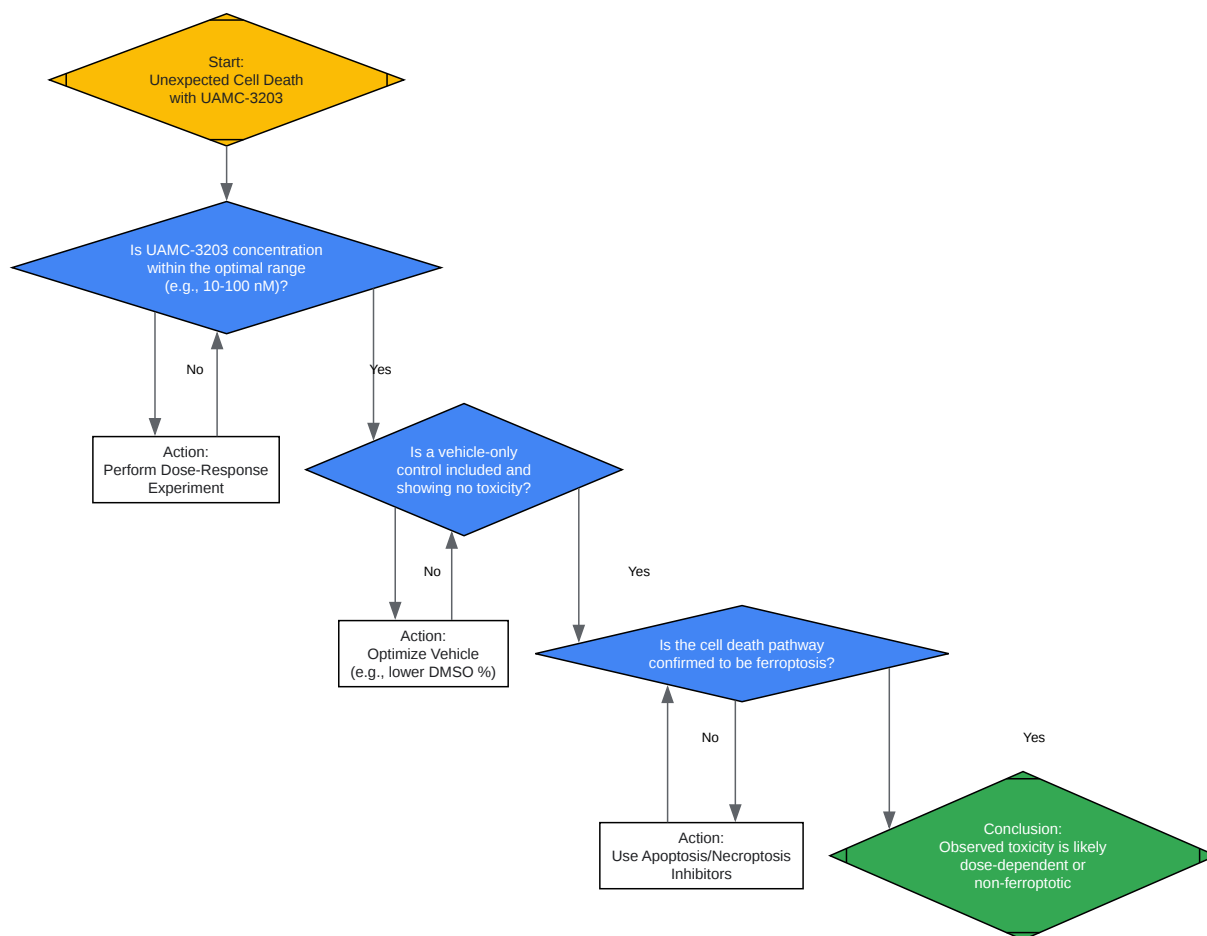 Start:
Unexpected Cell Death
with UAMC-3203
Is UAMC-3203 concentration
within the optimal range
(e.g., 10-100 nM)?
No
Yes
Action:
Perform Dose-Response
Experiment
Is a vehicle-only
control included and
showing no toxicity?
No
Yes
Action:
Optimize Vehicle
(e.g., lower DMSO %)
Is the cell death pathway
confirmed to be ferroptosis?
No
Yes
Action:
Use Apoptosis/Necroptosis
Inhibitors
Conclusion:
Observed toxicity is likely
dose-dependent or
non-ferroptotic